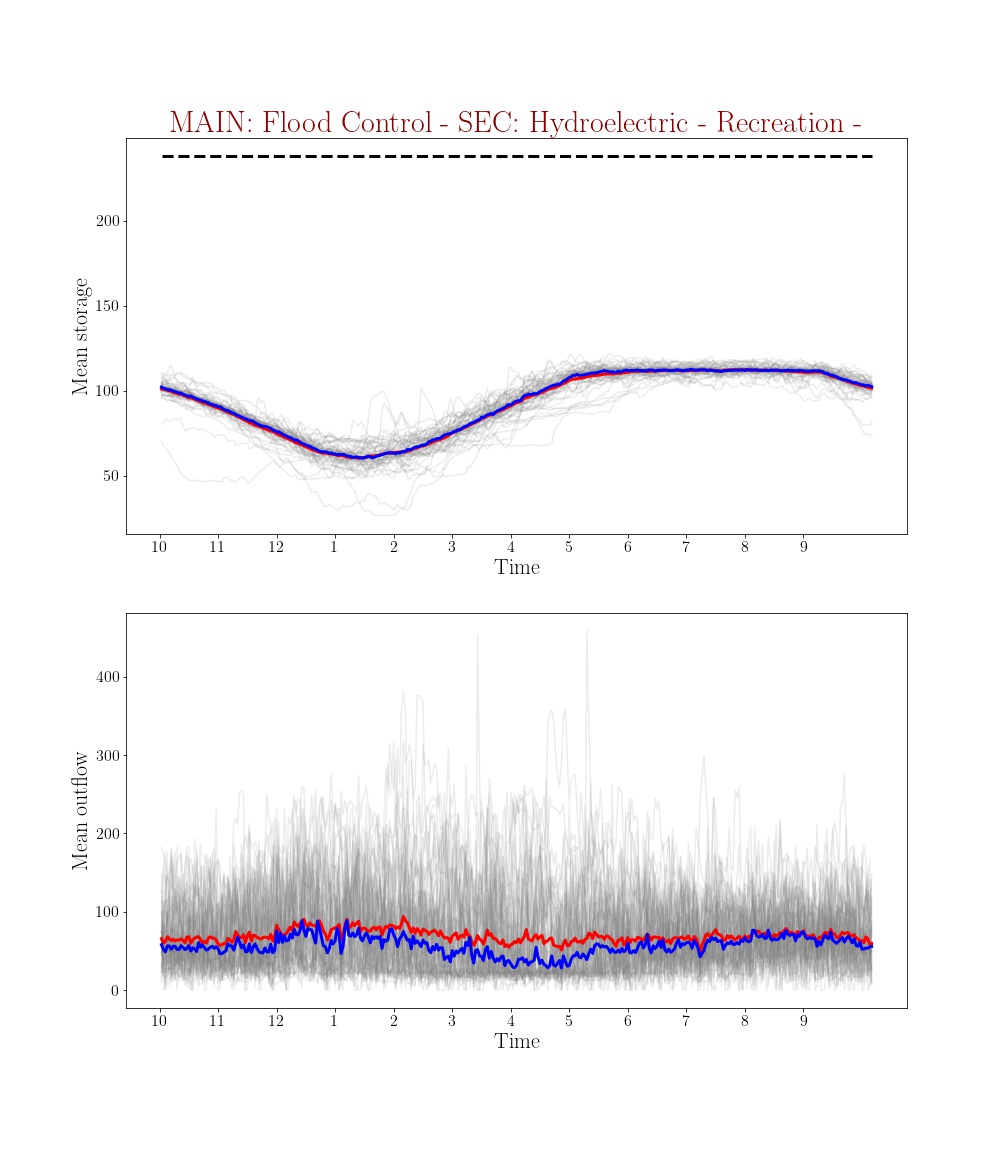 MAIN: Flood Control - SEC: Hydroelectric - Recreation -
200
150
100
50
Mean storage
10 11 12 1 2 3 4 5 6 7 8 9
Time
400
300
200
100
0
Mean outflow
10 11 12 1 2 3 4 5 6 7 8 9
Time